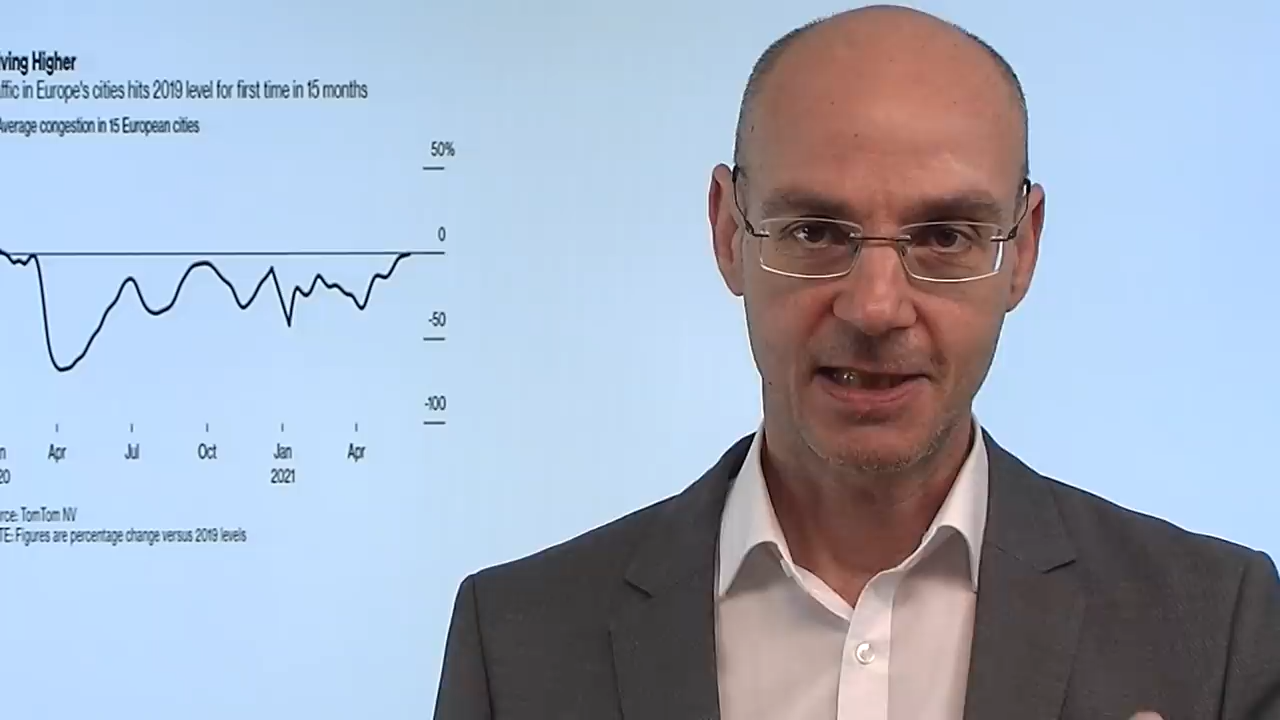 ving Higher
ffic in Europe's cities hits 2019 level for first time in 15 months
Average congestion in 15 European cities
50%
0
-50
-100
n Apr Jul Oct Jan Apr
20 2021
rce: TomTom NV
TE: Figures are percentage change versus 2019 levels